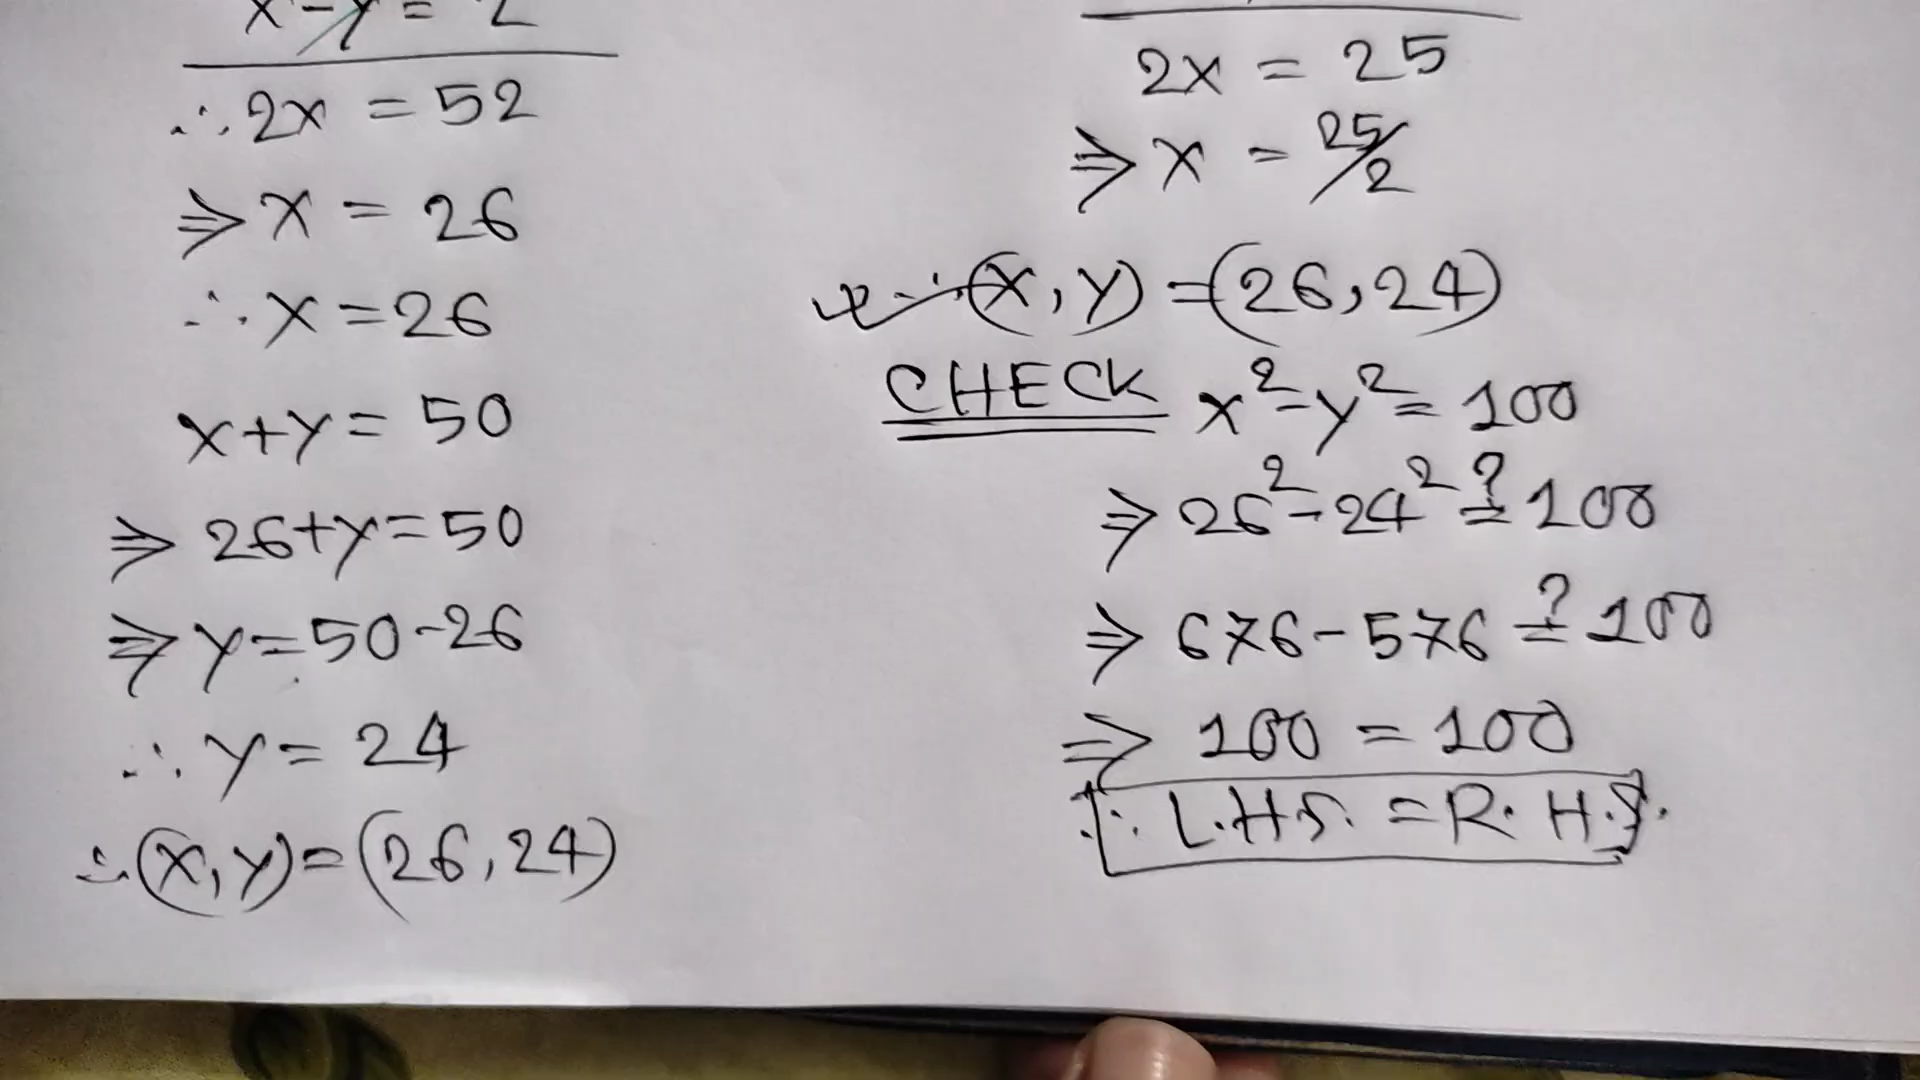 x-y = 2
∴ 2x = 52
⇒ x = 26
∴ x = 26
x+y = 50
⇒ 26+y = 50
⇒ y = 50-26
∴ y = 24
∴ (x, y) = (26, 24)
2x = 25
⇒ x = 25/2
∴ (x, y) = (26, 24)
CHECK x²-y² = 100
⇒ 26²-24² ?= 100
⇒ 676-576 ?= 100
⇒ 100 = 100
∴ L.H.S. = R.H.S.